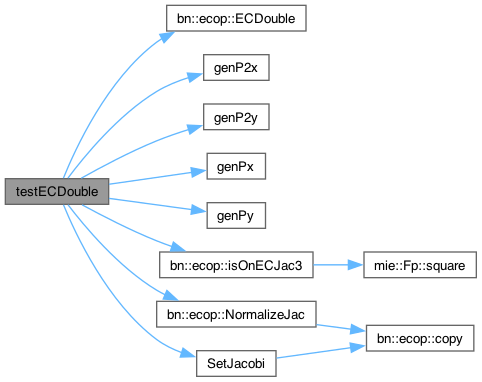 testECDouble
bn::ecop::ECDouble
genP2x
genP2y
genPx
genPy
bn::ecop::isOnECJac3
mie::Fp::square
bn::ecop::NormalizeJac
bn::ecop::copy
SetJacobi